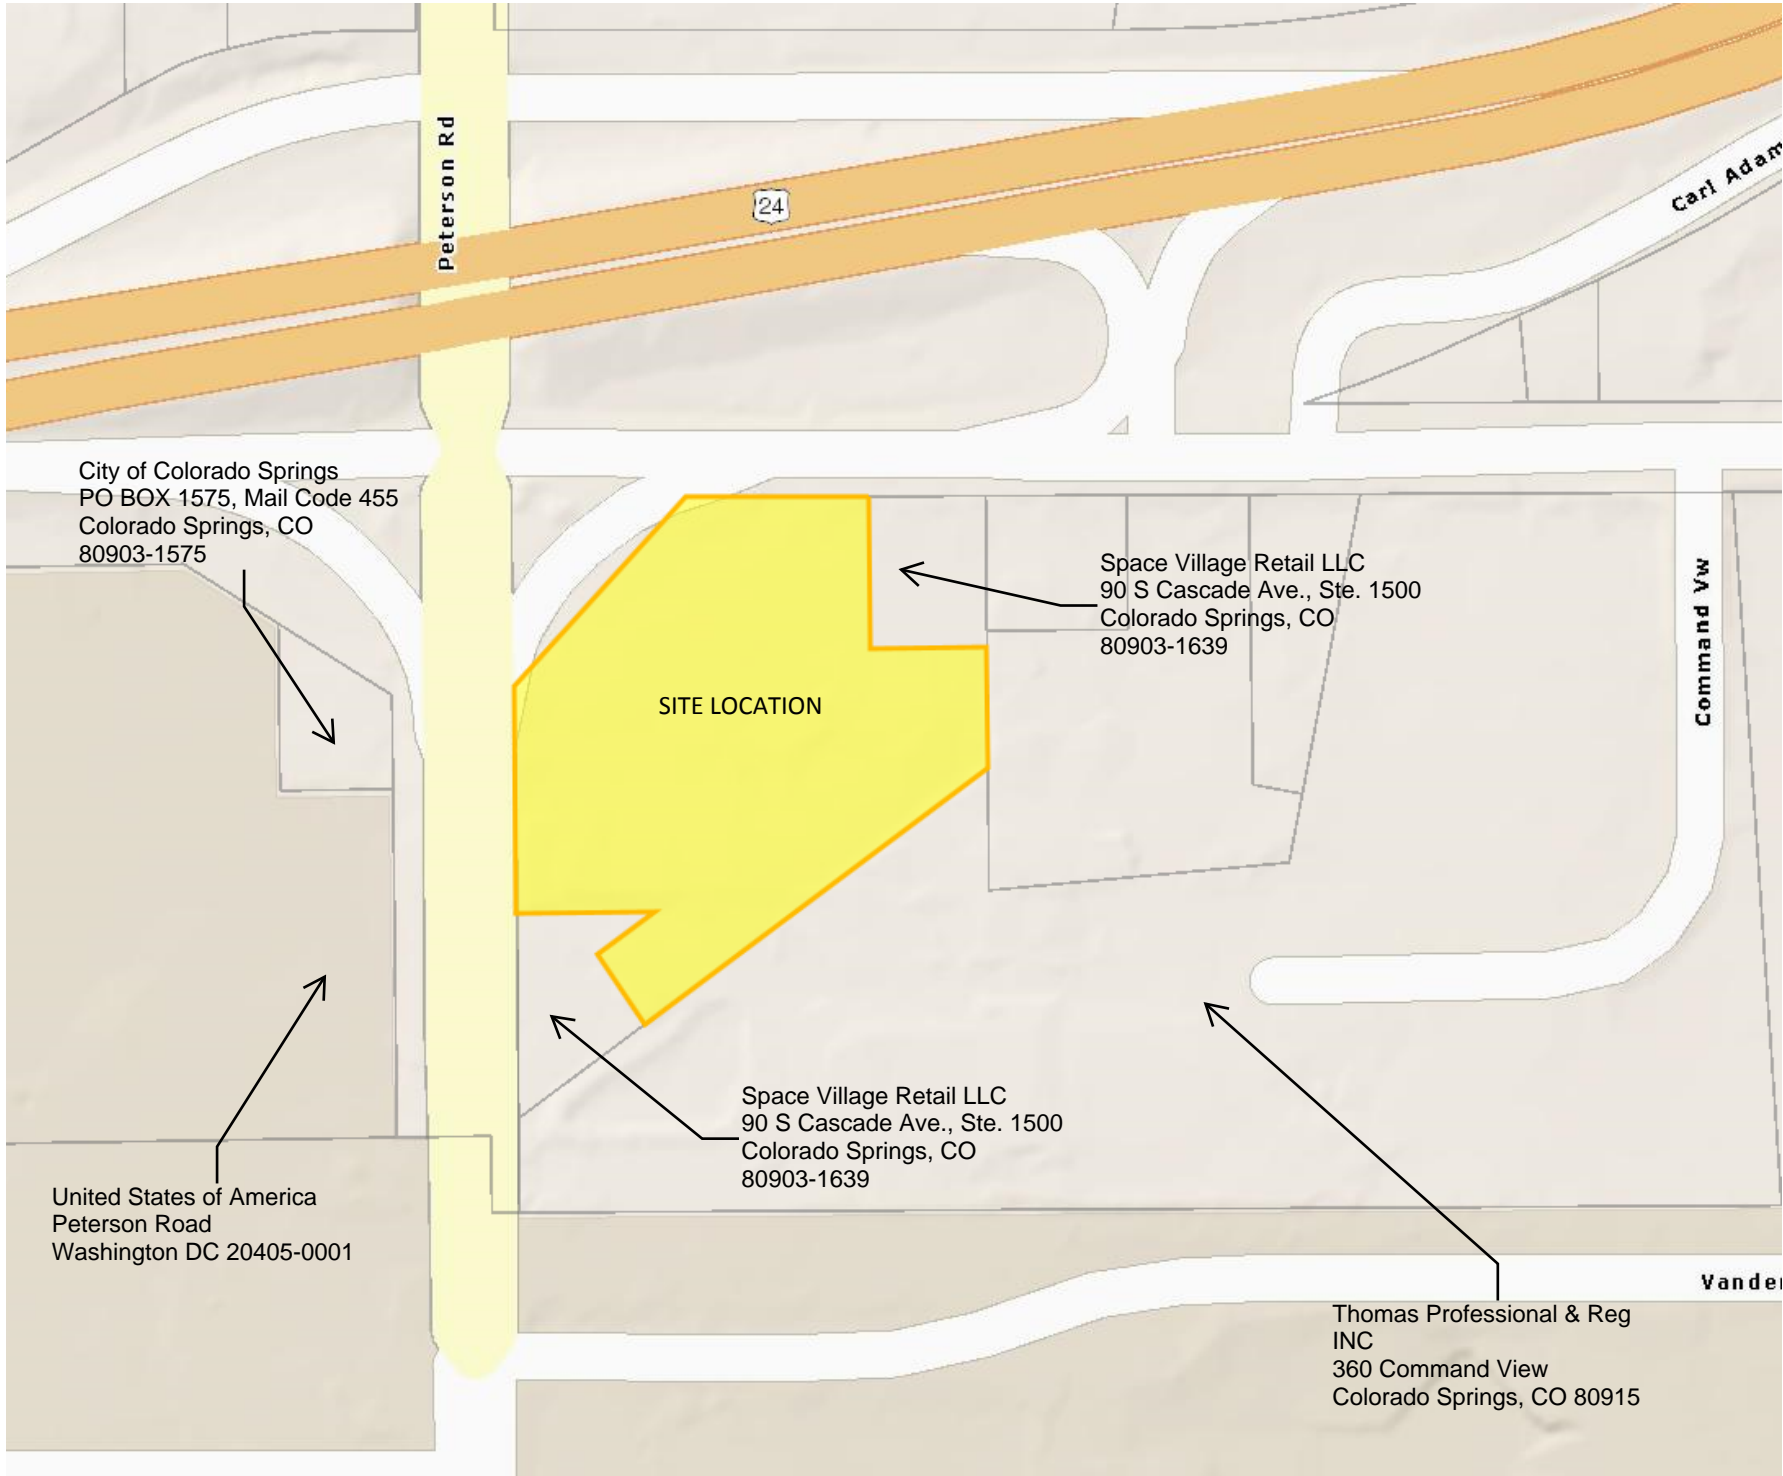 Peterson Rd
24
Carl Adam
City of Colorado Springs
PO BOX 1575, Mail Code 455
Colorado Springs, CO
80903-1575
Space Village Retail LLC
90 S Cascade Ave., Ste. 1500
Colorado Springs, CO
80903-1639
Command Vw
SITE LOCATION
Space Village Retail LLC
90 S Cascade Ave., Ste. 1500
Colorado Springs, CO
80903-1639
United States of America
Peterson Road
Washington DC 20405-0001
Vander
Thomas Professional & Reg
INC
360 Command View
Colorado Springs, CO 80915